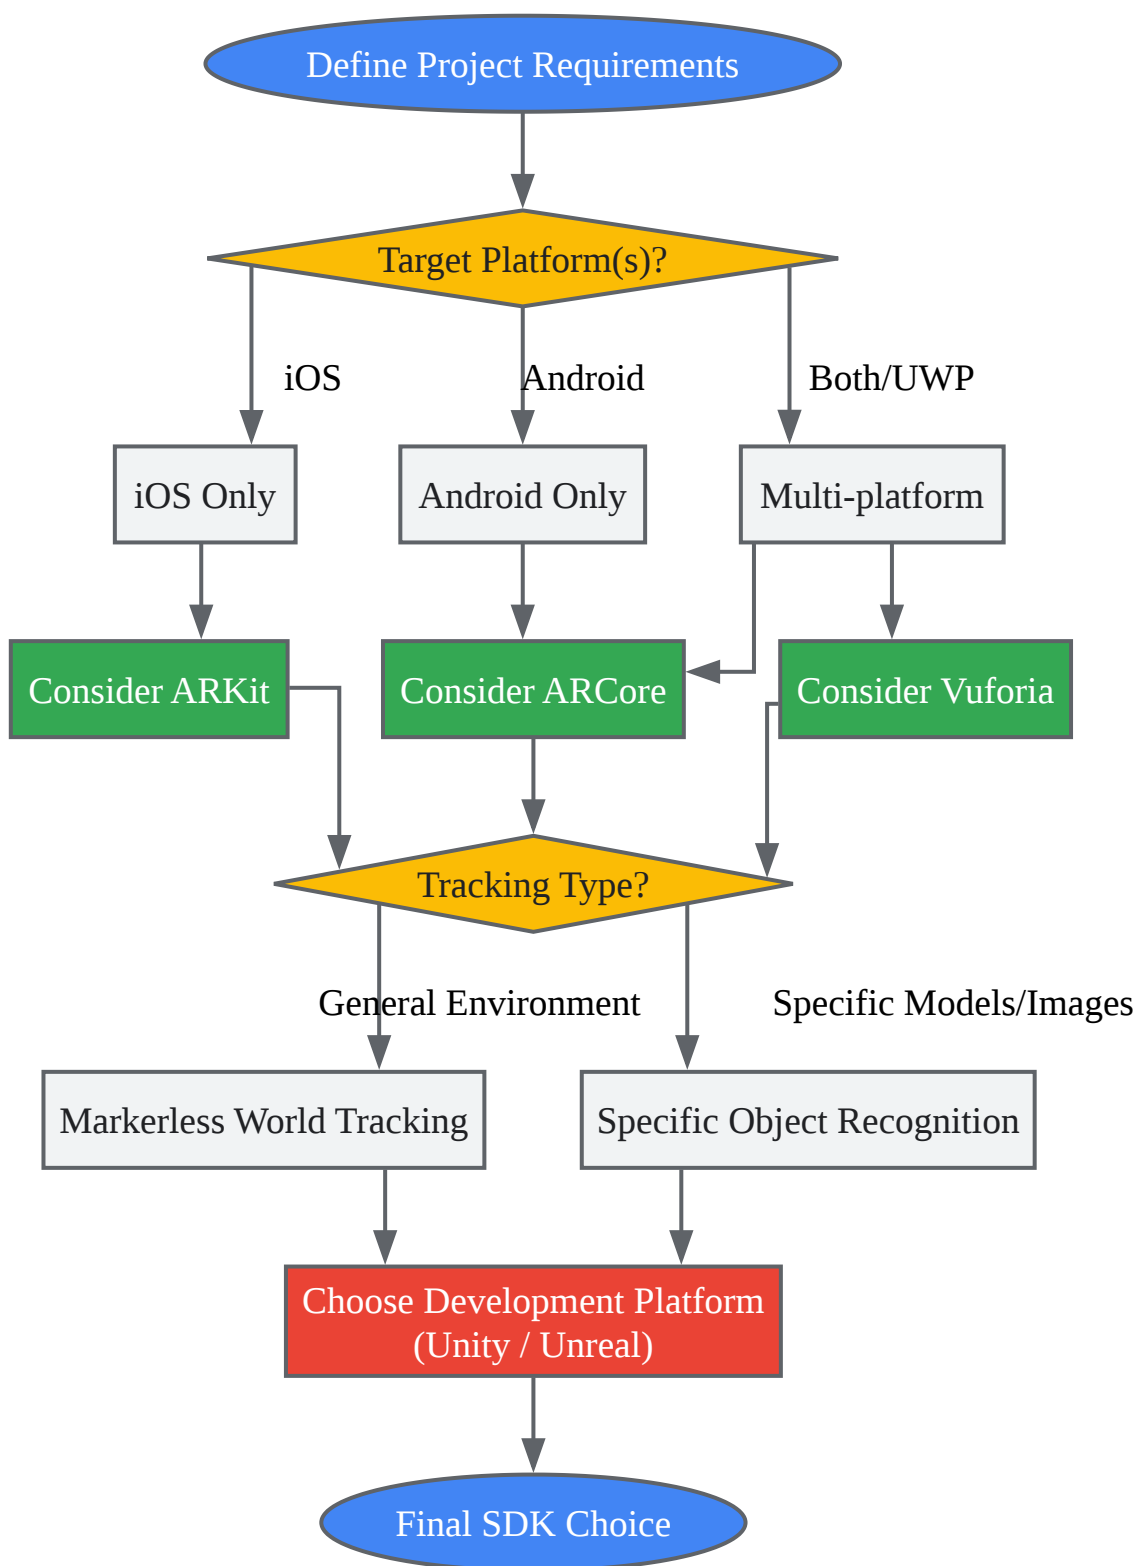 Define Project Requirements
Target Platform(s)?
iOS
Android
Both/UWP
iOS Only
Android Only
Multi-platform
Consider ARKit
Consider ARCore
Consider Vuforia
Tracking Type?
General Environment
Specific Models/Images
Markerless World Tracking
Specific Object Recognition
Choose Development Platform
(Unity / Unreal)
Final SDK Choice